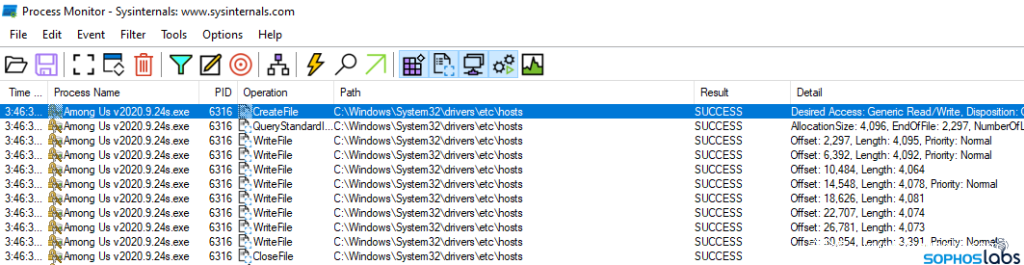 Process Monitor - Sysinternals: www.sysinternals.com
File Edit Event Filter Tools Options Help
Time ... Process Name PID Operation Path Result Detail
3:46:3... Among Us v2020.9.24s.exe 6316 CreateFile C:\Windows\System32\drivers\etc\hosts SUCCESS Desired Access: Generic Read/Write, Disposition:
3:46:3... Among Us v2020.9.24s.exe 6316 QueryStandardI... C:\Windows\System32\drivers\etc\hosts SUCCESS AllocationSize: 4,096, EndOfFile: 2,297, NumberOfL
3:46:3... Among Us v2020.9.24s.exe 6316 WriteFile C:\Windows\System32\drivers\etc\hosts SUCCESS Offset: 2,297, Length: 4,095, Priority: Normal
3:46:3... Among Us v2020.9.24s.exe 6316 WriteFile C:\Windows\System32\drivers\etc\hosts SUCCESS Offset: 6,392, Length: 4,092, Priority: Normal
3:46:3... Among Us v2020.9.24s.exe 6316 WriteFile C:\Windows\System32\drivers\etc\hosts SUCCESS Offset: 10,484, Length: 4,064
3:46:3... Among Us v2020.9.24s.exe 6316 WriteFile C:\Windows\System32\drivers\etc\hosts SUCCESS Offset: 14,548, Length: 4,078, Priority: Normal
3:46:3... Among Us v2020.9.24s.exe 6316 WriteFile C:\Windows\System32\drivers\etc\hosts SUCCESS Offset: 18,626, Length: 4,081
3:46:3... Among Us v2020.9.24s.exe 6316 WriteFile C:\Windows\System32\drivers\etc\hosts SUCCESS Offset: 22,707, Length: 4,074
3:46:3... Among Us v2020.9.24s.exe 6316 WriteFile C:\Windows\System32\drivers\etc\hosts SUCCESS Offset: 26,781, Length: 4,073
3:46:3... Among Us v2020.9.24s.exe 6316 WriteFile C:\Windows\System32\drivers\etc\hosts SUCCESS Offset: 30,854, Length: 3,391, Priority: Normal
3:46:3... Among Us v2020.9.24s.exe 6316 CloseFile C:\Windows\System32\drivers\etc\hosts SUCCESS
SOPHOSLABS